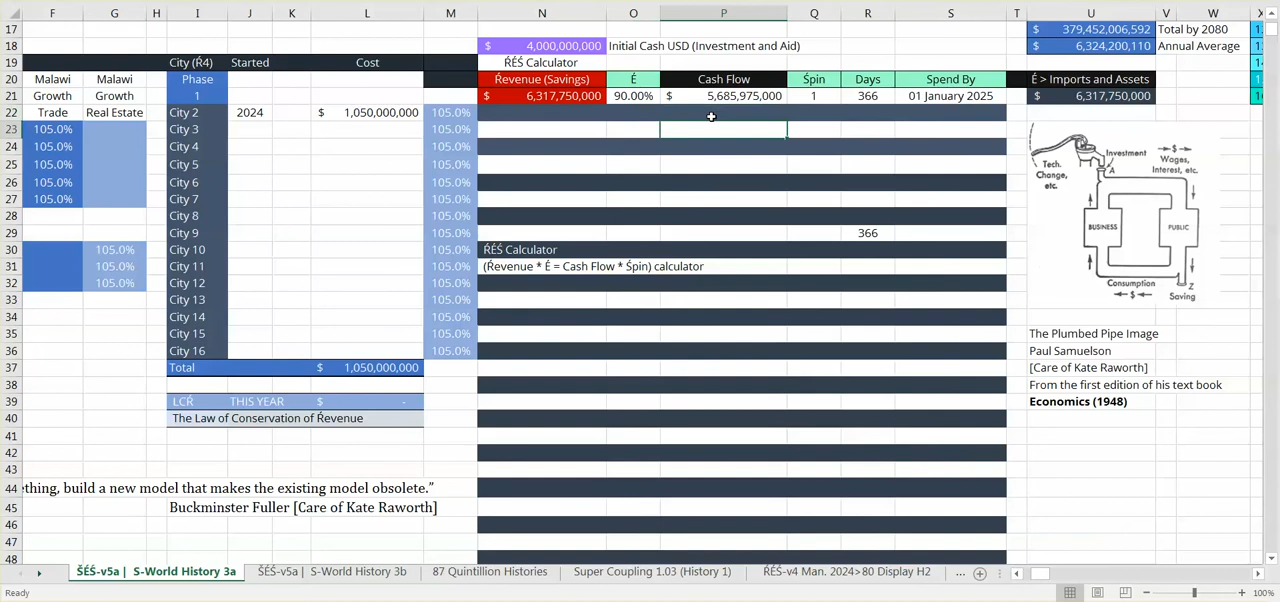 F G H I J K L M N O P Q R S T U V W X
17 $ 379,452,006,592 Total by 2080
18 $ 4,000,000,000 Initial Cash USD (Investment and Aid) $ 6,324,200,110 Annual Average
19 City (Ŕ4) Started Cost ŔÉŚ Calculator
20 Malawi Malawi Phase Ŕevenue (Savings) É Cash Flow Śpin Days Spend By É > Imports and Assets
21 Growth Growth 1 $ 6,317,750,000 90.00% $ 5,685,975,000 1 366 01 January 2025 $ 6,317,750,000
22 Trade Real Estate City 2 2024 $ 1,050,000,000 105.0%
23 105.0% City 3 105.0%
24 105.0% City 4 105.0%
25 105.0% City 5 105.0%
26 105.0% City 6 105.0%
27 105.0% City 7 105.0%
28 City 8 105.0%
29 City 9 105.0% 366
30 105.0% City 10 105.0% ŔÉŚ Calculator
31 105.0% City 11 105.0% (Ŕevenue * É = Cash Flow * Śpin) calculator
32 105.0% City 12 105.0%
33 City 13 105.0%
34 City 14 105.0%
35 City 15 105.0%
36 City 16 105.0%
37 Total $ 1,050,000,000
38
39 LCŔ THIS YEAR $ -
40 The Law of Conservation of Ŕevenue
41
42
43
44 ething, build a new model that makes the existing model obsolete.”
45 Buckminster Fuller [Care of Kate Raworth]
46
47
48
Tech.
Change,
etc.
Investment
A
$
Wages,
Interest, etc.
BUSINESS
PUBLIC
Consumption
$
Z
Saving
The Plumbed Pipe Image
Paul Samuelson
[Care of Kate Raworth]
From the first edition of his text book
Economics (1948)
ŠÉŚ-v5a | S-World History 3a ŠÉŚ-v5a | S-World History 3b 87 Quintillion Histories Super Coupling 1.03 (History 1) ŔÉŚ-v4 Man. 2024>80 Display H2 ...
Ready 100%